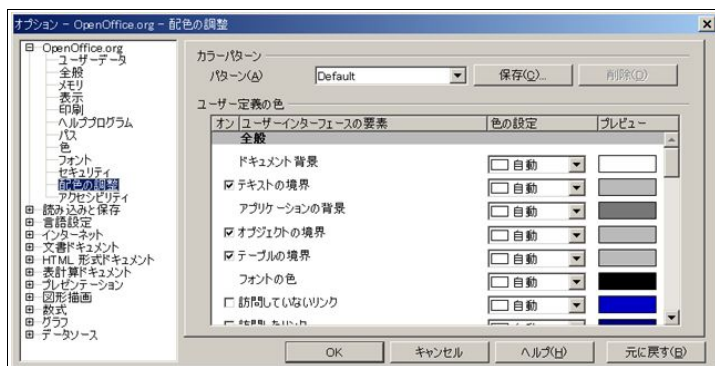 オプション - OpenOffice.org - 配色の調整
OpenOffice.org
ユーザーデータ
全般
メモリ
表示
印刷
ヘルププログラム
パス
色
フォント
セキュリティ
配色の調整
アクセシビリティ
読み込みと保存
言語設定
インターネット
文書ドキュメント
HTML 形式ドキュメント
表計算ドキュメント
プレゼンテーション
図形描画
数式
グラフ
データソース
カラーパターン
パターン(A) Default 保存(C)... 削除(D)
ユーザー定義の色
オン ユーザーインターフェースの要素 色の設定 プレビュー
全般
ドキュメント背景 自動
テキストの境界 自動
アプリケーションの背景 自動
オブジェクトの境界 自動
テーブルの境界 自動
フォントの色 自動
訪問していないリンク 自動
OK キャンセル ヘルプ(H) 元に戻す(B)